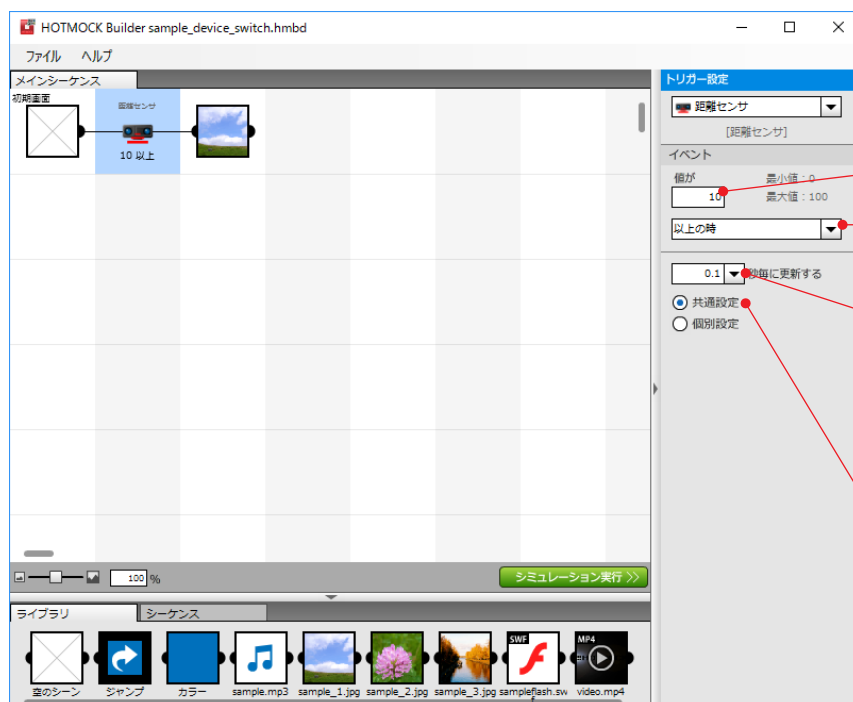 HOTMOCK Builder sample_device_switch.hmbd
ファイル ヘルプ
メインシーケンス
初期画面
距離センサ
10 以上
トリガー設定
距離センサ
[距離センサ]
イベント
値が 最小値：0
10 最大値：100
以上の時
0.1 秒毎に更新する
共通設定
個別設定
100 %
シミュレーション実行
ライブラリ シーケンス
SWF MP4
空のシーン ジャンプ カラー sample.mp3 sample_1.jpg sample_2.jpg sample_3.jpg sampleflash.sw video.mp4
f